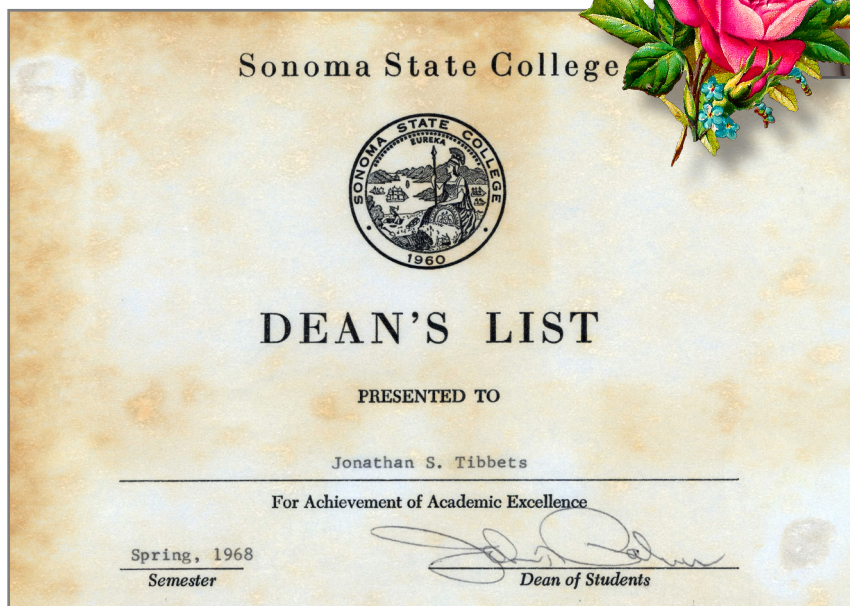 Sonoma State College
SONOMA STATE COLLEGE
EUREKA
1960
DEAN'S LIST
PRESENTED TO
Jonathan S. Tibbets
For Achievement of Academic Excellence
Spring, 1968
Semester
Dean of Students